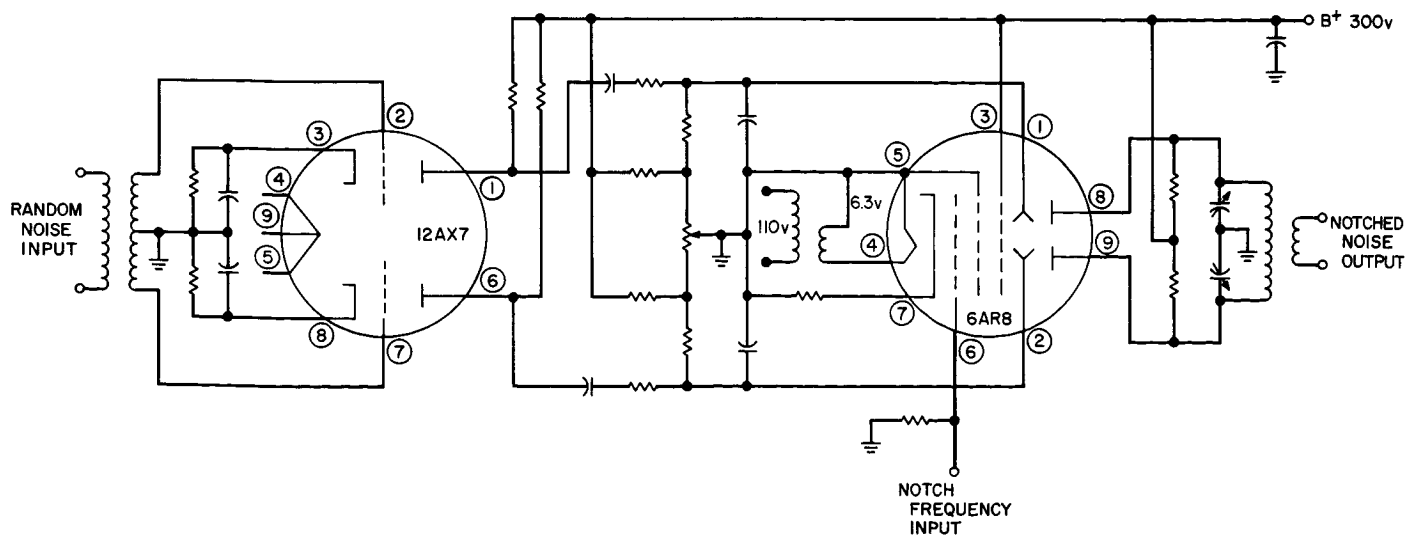 B+ 300v
RANDOM
NOISE
INPUT
2
3
4
9
5
8
7
12AX7
1
6
110v
6.3v
5
4
7
6
3
1
6AR8
2
8
9
NOTCHED
NOISE
OUTPUT
NOTCH
FREQUENCY
INPUT